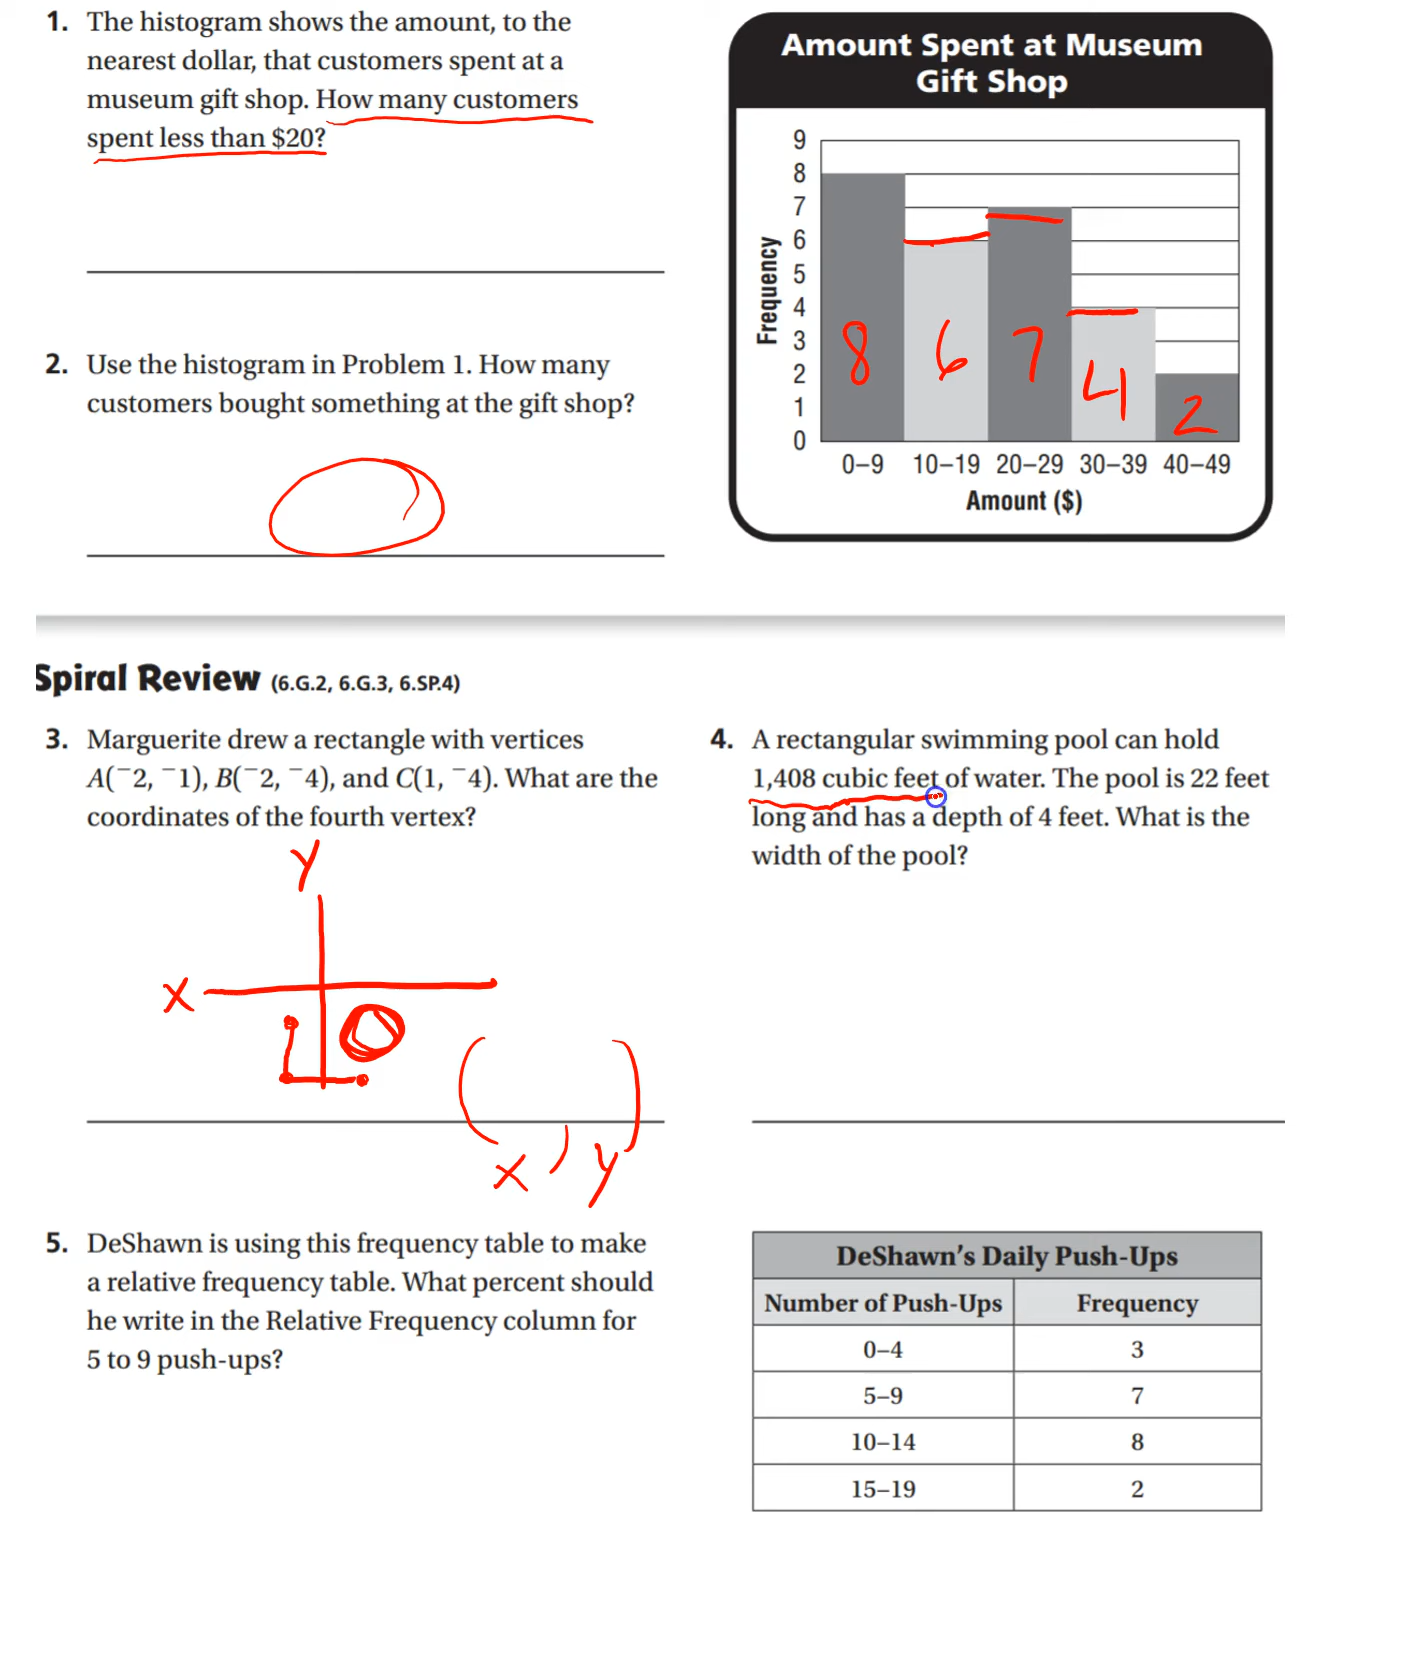 1. The histogram shows the amount, to the
nearest dollar, that customers spent at a
museum gift shop. How many customers
spent less than $20?
Amount Spent at Museum
Gift Shop
Frequency
9
8
7
6
5
4
3
2
1
0
8 6 7 4 2
0–9 10–19 20–29 30–39 40–49
Amount ($)
2. Use the histogram in Problem 1. How many
customers bought something at the gift shop?
Spiral Review (6.G.2, 6.G.3, 6.SP.4)
3. Marguerite drew a rectangle with vertices
A(⁻2, ⁻1), B(⁻2, ⁻4), and C(1, ⁻4). What are the
coordinates of the fourth vertex?
y
x
( )
x , y
4. A rectangular swimming pool can hold
1,408 cubic feet of water. The pool is 22 feet
long and has a depth of 4 feet. What is the
width of the pool?
5. DeShawn is using this frequency table to make
a relative frequency table. What percent should
he write in the Relative Frequency column for
5 to 9 push-ups?
DeShawn’s Daily Push-Ups
Number of Push-Ups Frequency
0–4 3
5–9 7
10–14 8
15–19 2